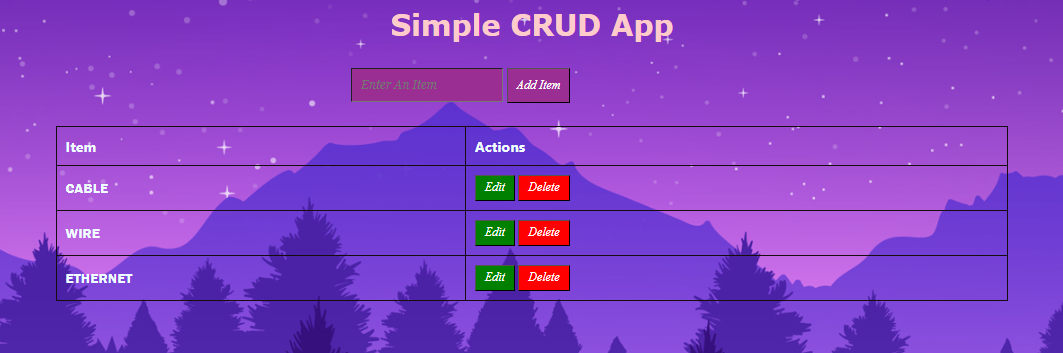 Simple CRUD App
Enter An Item Add Item
Item Actions
CABLE Edit Delete
WIRE Edit Delete
ETHERNET Edit Delete